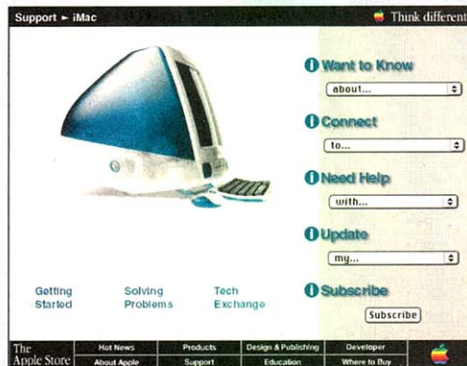 Support ► iMac
Think different
Want to Know
about...
Connect
to...
Need Help
with...
Update
my...
Subscribe
Subscribe
Getting Started
Solving Problems
Tech Exchange
The Apple Store
Hot News
Products
Design & Publishing
Developer
About Apple
Support
Education
Where to Buy